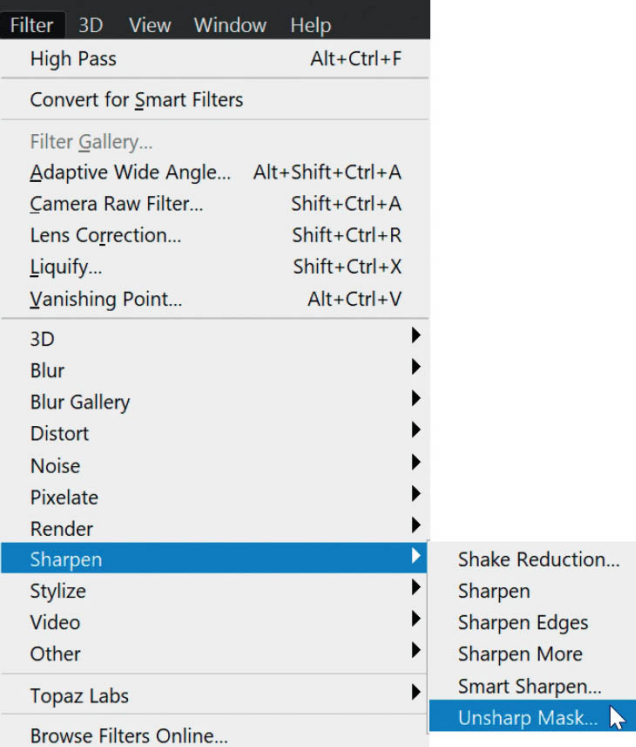 Filter 3D View Window Help
High Pass Alt+Ctrl+F
Convert for Smart Filters
Filter Gallery...
Adaptive Wide Angle... Alt+Shift+Ctrl+A
Camera Raw Filter... Shift+Ctrl+A
Lens Correction... Shift+Ctrl+R
Liquify... Shift+Ctrl+X
Vanishing Point... Alt+Ctrl+V
3D
Blur
Blur Gallery
Distort
Noise
Pixelate
Render
Sharpen
Stylize
Video
Other
Topaz Labs
Browse Filters Online...
Shake Reduction...
Sharpen
Sharpen Edges
Sharpen More
Smart Sharpen...
Unsharp Mask...